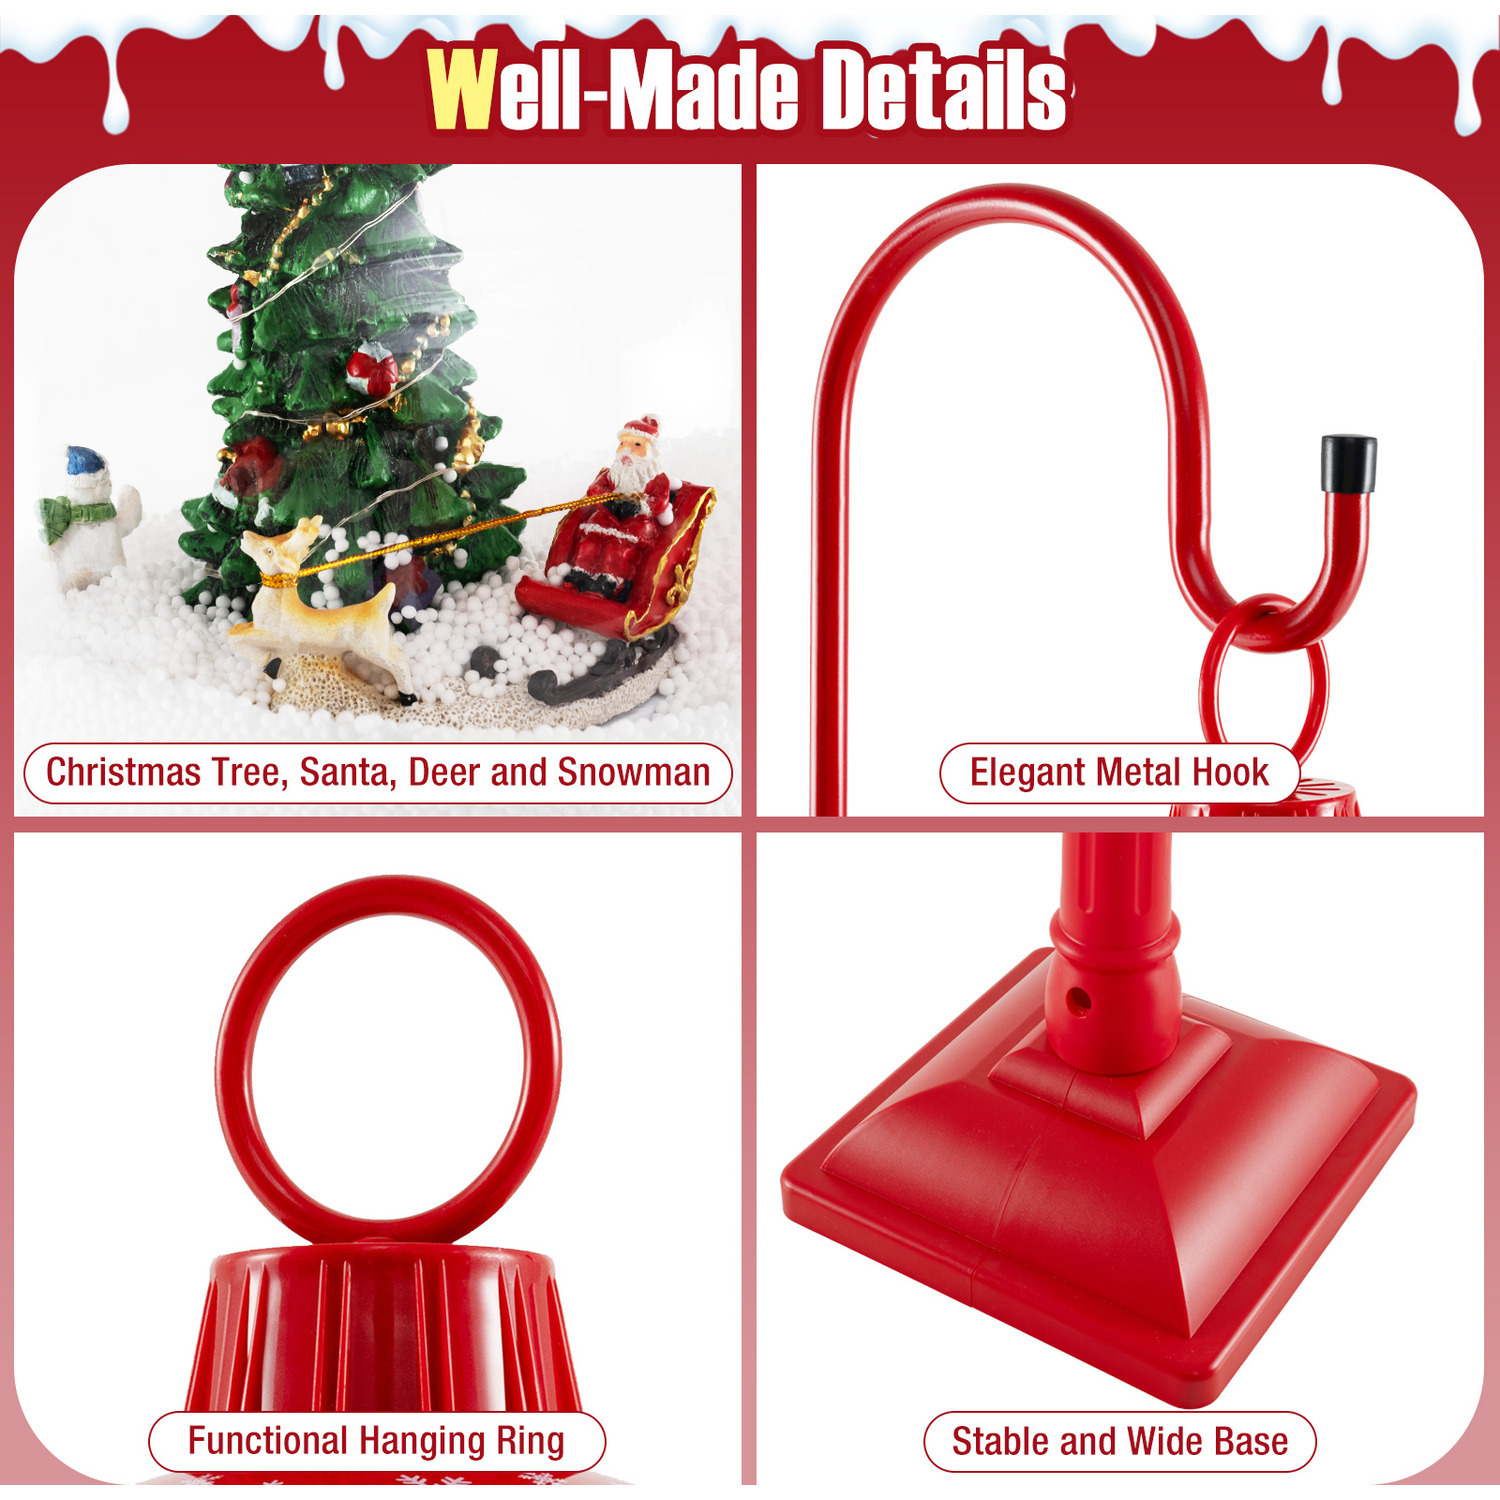 Well-Made Details
Christmas Tree, Santa, Deer and Snowman
Elegant Metal Hook
Functional Hanging Ring
Stable and Wide Base